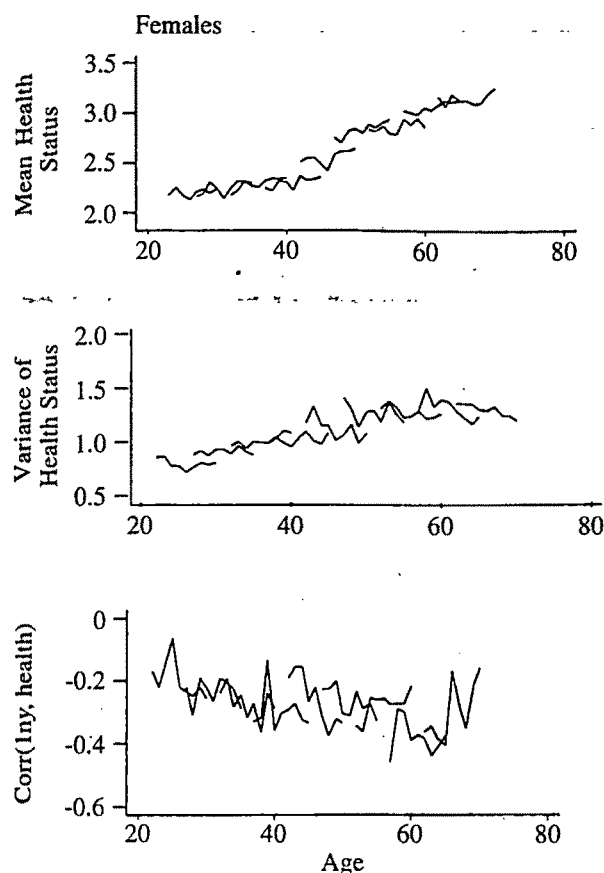 Females
Mean Health
Status
3.5
3.0
2.5
2.0
20 40 60 80
Variance of
Health Status
2.0
1.5
1.0
0.5
20 40 60 80
Corr(1ny, health)
0
-0.2
-0.4
-0.6
20 40 60 80
Age